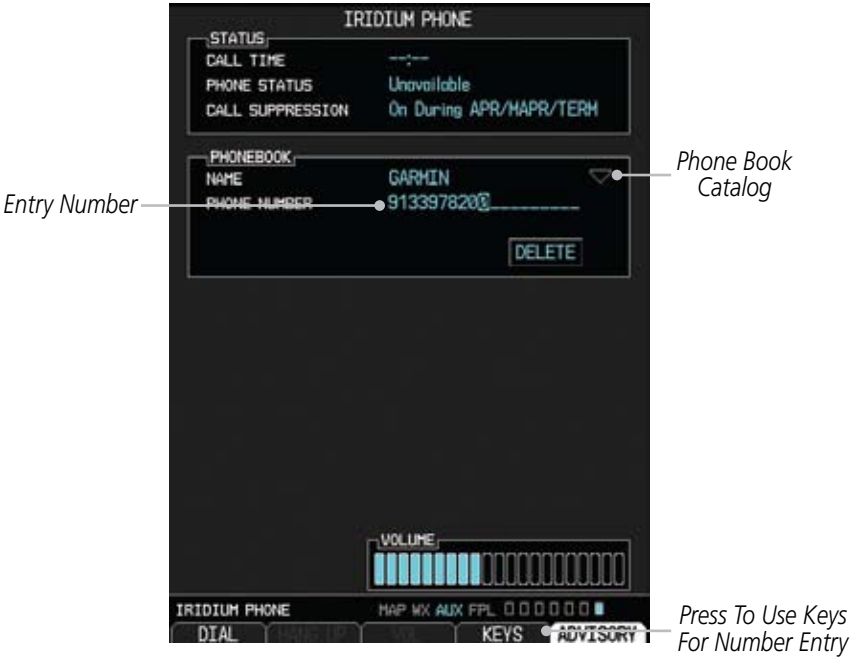 IRIDIUM PHONE
STATUS
CALL TIME --:--
PHONE STATUS Unavailable
CALL SUPPRESSION On During APR/MAPR/TERM
PHONEBOOK
NAME GARMIN
Phone Book
Catalog
Entry Number
PHONE NUMBER 9133978200_________
DELETE
VOLUME
IRIDIUM PHONE MAP WX AUX FPL
DIAL HANG UP VOL KEYS ADVISORY
Press To Use Keys
For Number Entry